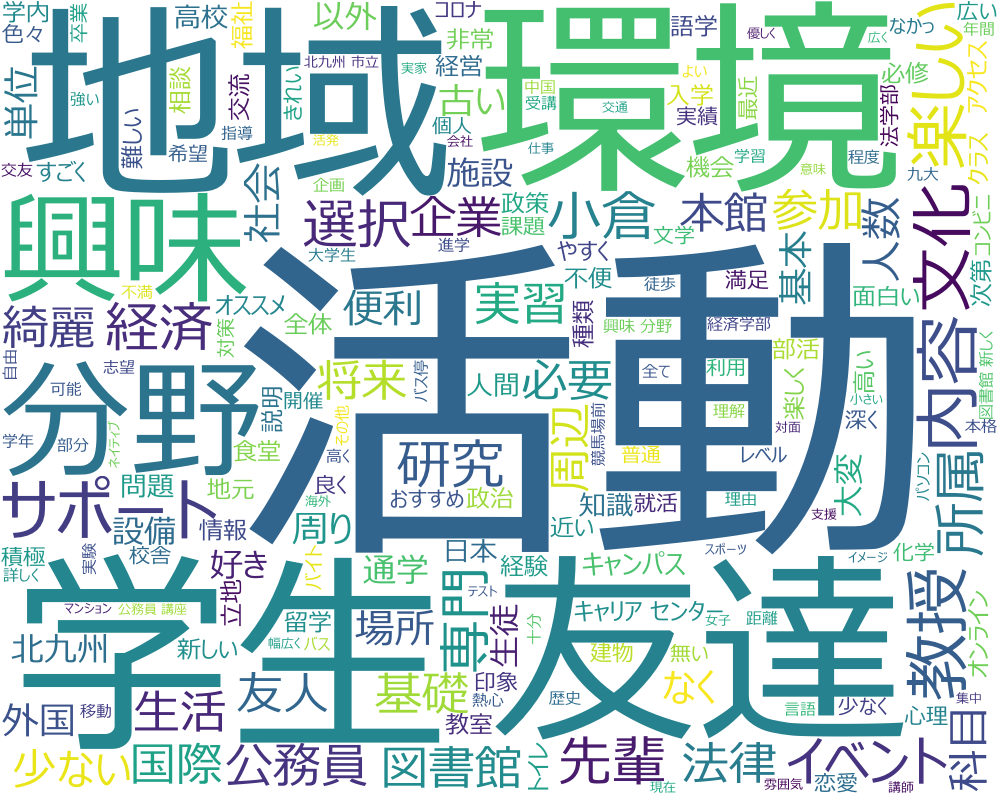 学内
色々
卒業
高校
福祉
以外
コロナ
語学
優しく
なかっ
広い
年間
地域
環境
楽しい
単位
強い
相談
交流
指導
難しい
希望
きれい
北九州 市立
実家
非常
経営
活発
古い
個人
会社
よい
中国
受講
入学
実績
仕事
交通
最近
機会
学習
広く
必修
法学部
程度
意味
アクセス
クラス
九大
コンビニ
交友
すごく
社会
企画
施設
政策
課題
興味
選択
企業
小倉
文学
本館
参加
人数
文化
次第
大学生
進学
やすく
不便
徒歩
満足
基本
面白い
不満
オススメ
綺麗
経済
対策
全体
便利
実習
種類
興味 分野
経済学部
部活
図書館 新しく
活動
自由
志望
可能
分野
説明
開催
将来
バス停
人間
必要
全て
利用
理解
楽しく
対面
高い
小さい
深く
内容
本格
学年
部分
ネイティブ
食堂
その他
高く
研究
周辺
競馬場前
普通
レベル
サポート
問題
地元
良く
おすすめ
政治
知識
就活
理由
大変
所属
パソコン
設備
情報
海外
周り
近い
支援
積極
詳しく
実験
校舎
好き
バイト
日本
経験
スポーツ
イメージ
化学
立地
通学
キャンパス
学生
友達
教授
オンライン
マンション
公務員 講座
留学
場所
専門
テスト
生徒
キャリア センター
女子
距離
北九州
新しい
幅広く
バス
十分
建物
無い
外国
移動
生活
友人
基礎
印象
熱心
教室
歴史
なく
言語
少なく
心理
集中
科目
少ない
国際
公務員
図書館
トイレ
先輩
現在
法律
雰囲気
イベント
恋愛
講師